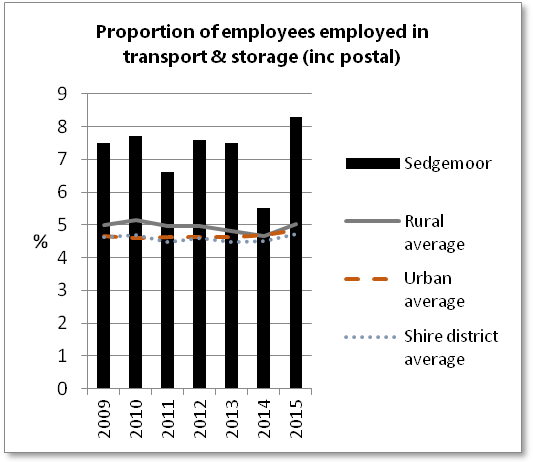 Proportion of employees employed in
transport & storage (inc postal)
9
8
7
6
5
4
3
2
1
0
%
2009
2010
2011
2012
2013
2014
2015
Sedgemoor
Rural
average
Urban
average
Shire district
average